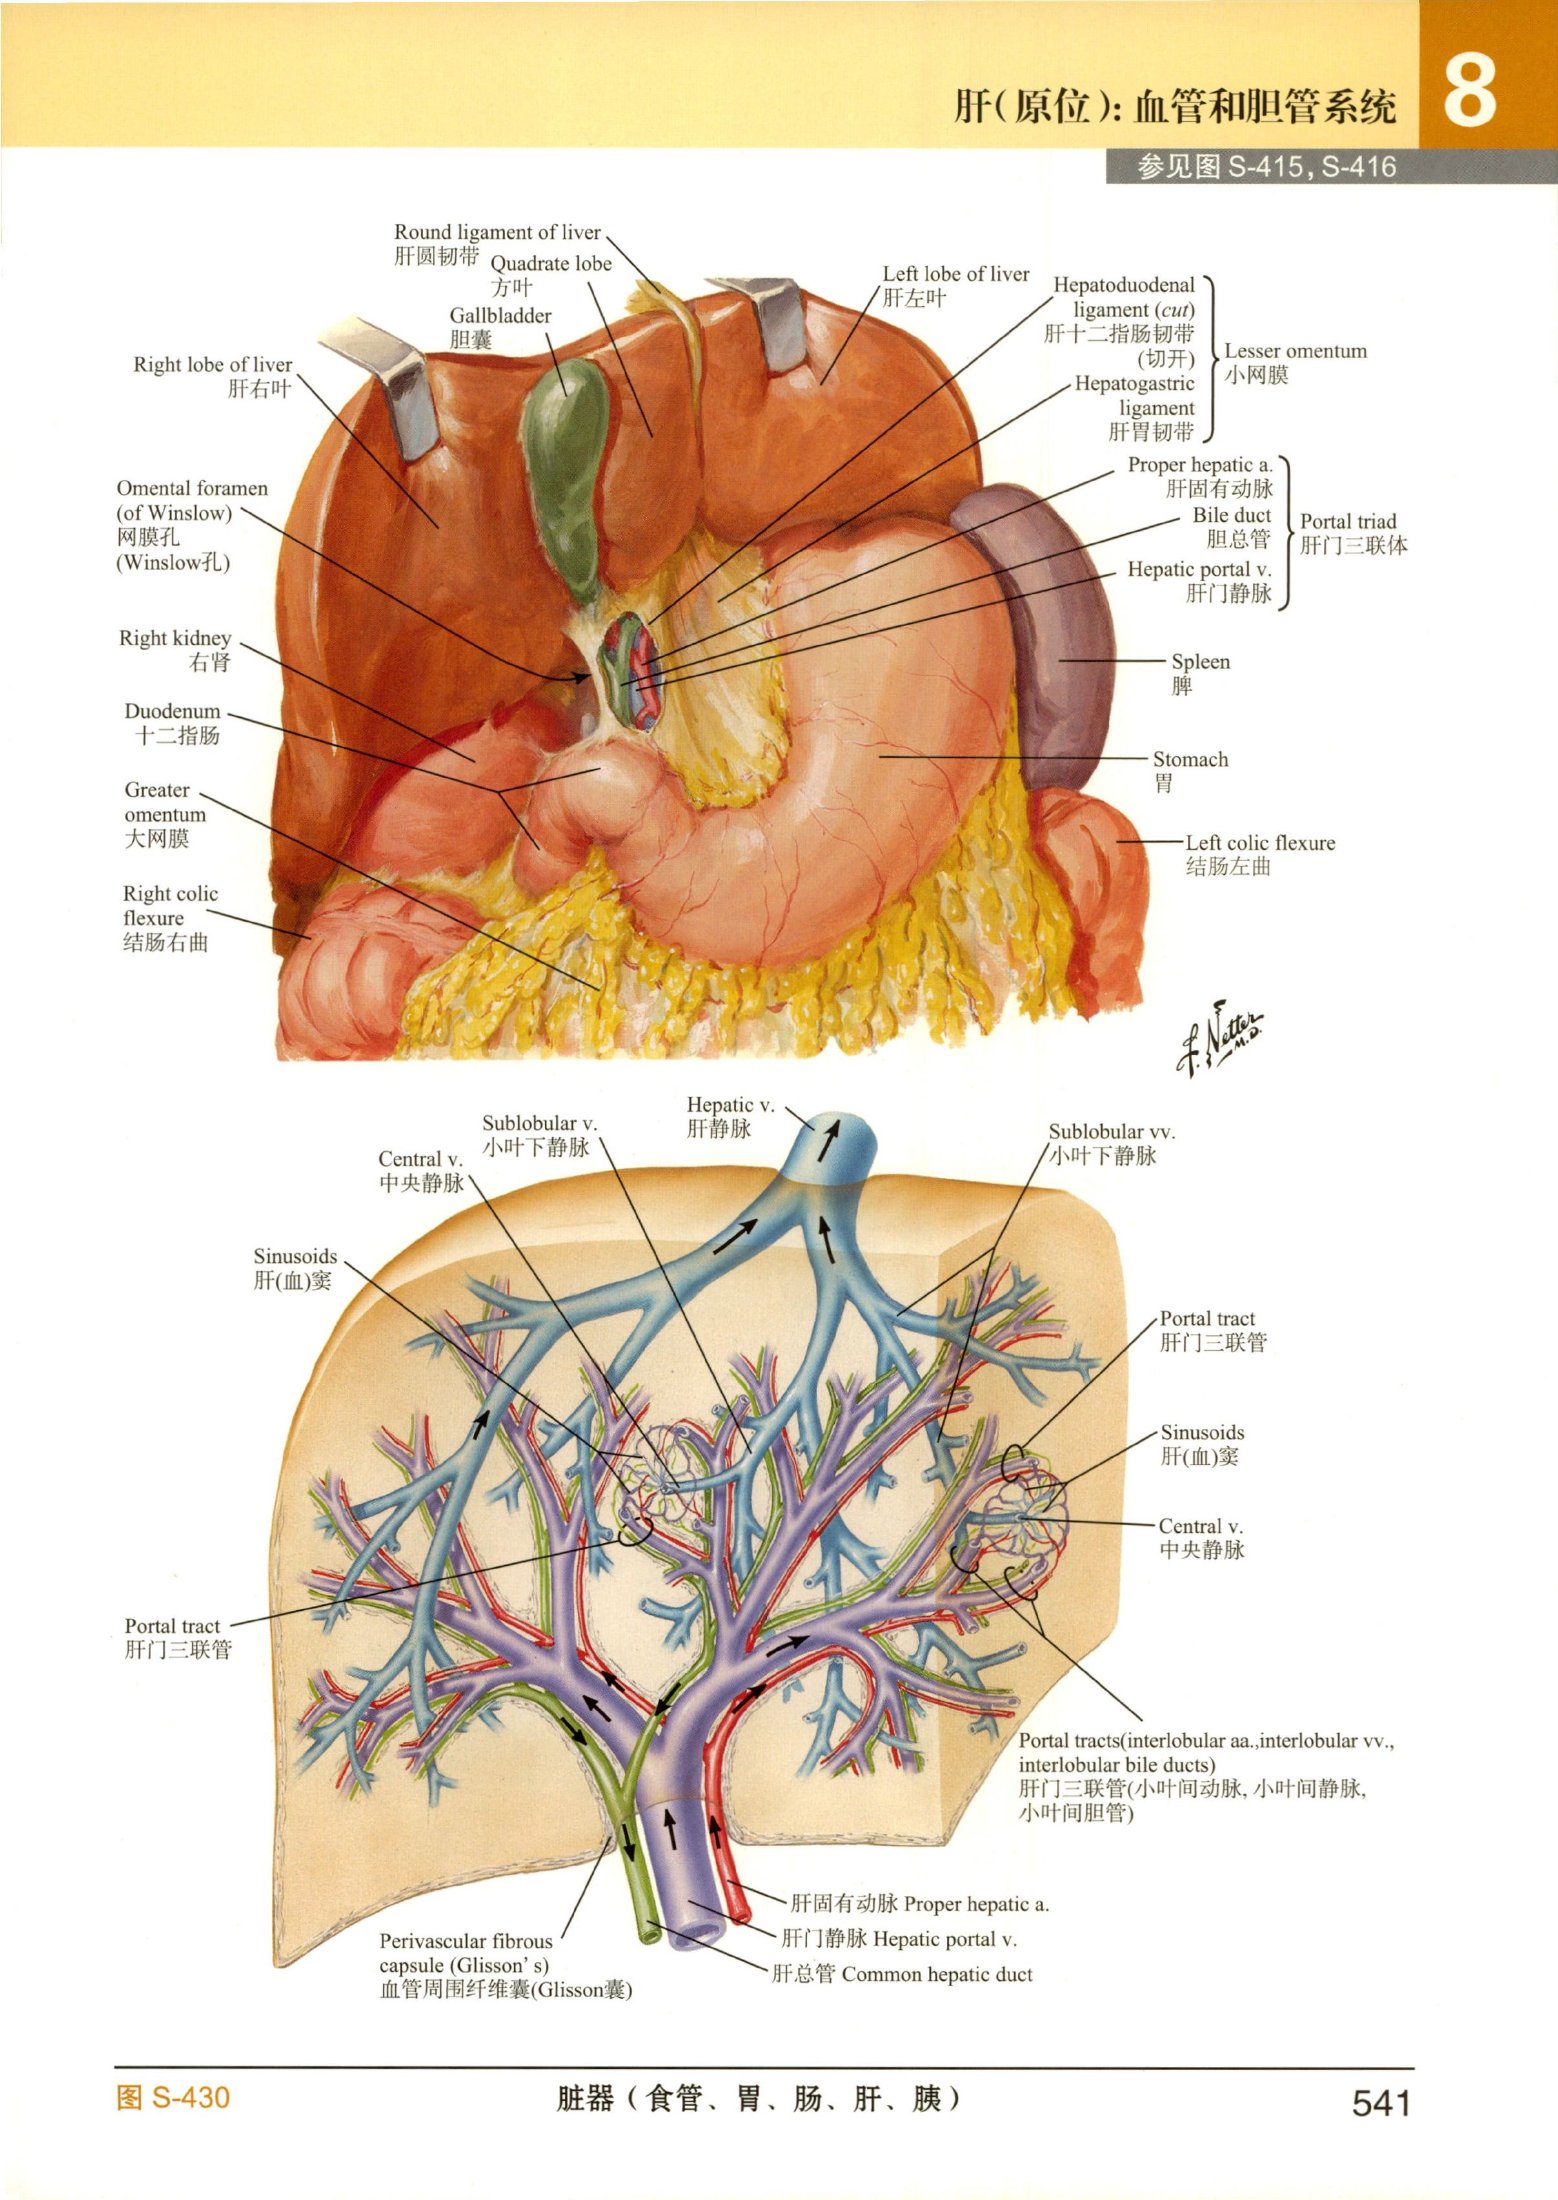 肝(原位):血管和胆管系统
8
参见图 S-415, S-416
Round ligament of liver
肝圆韧带
Quadrate lobe
方叶
Gallbladder
胆囊
Right lobe of liver
肝右叶
Omental foramen
(of Winslow)
网膜孔
(Winslow孔)
Right kidney
右肾
Duodenum
十二指肠
Greater
omentum
大网膜
Right colic
flexure
结肠右曲
Left lobe of liver
肝左叶
Hepatoduodenal
ligament (cut)
肝十二指肠韧带
(切开)
Hepatogastric
ligament
肝胃韧带
Lesser omentum
小网膜
Proper hepatic a.
肝固有动脉
Bile duct
胆总管
Hepatic portal v.
肝门静脉
Portal triad
肝门三联体
Spleen
脾
Stomach
胃
Left colic flexure
结肠左曲
F. Netter
M.D.
Hepatic v.
肝静脉
Sublobular v.
小叶下静脉
Central v.
中央静脉
Sinusoids
肝(血)窦
Sublobular vv.
小叶下静脉
Portal tract
肝门三联管
Sinusoids
肝(血)窦
Central v.
中央静脉
Portal tract
肝门三联管
Portal tracts(interlobular aa.,interlobular vv.,
interlobular bile ducts)
肝门三联管(小叶间动脉, 小叶间静脉,
小叶间胆管)
肝固有动脉 Proper hepatic a.
肝门静脉 Hepatic portal v.
肝总管 Common hepatic duct
Perivascular fibrous
capsule (Glisson' s)
血管周围纤维囊(Glisson囊)
图 S-430
脏器(食管、胃、肠、肝、胰)
541